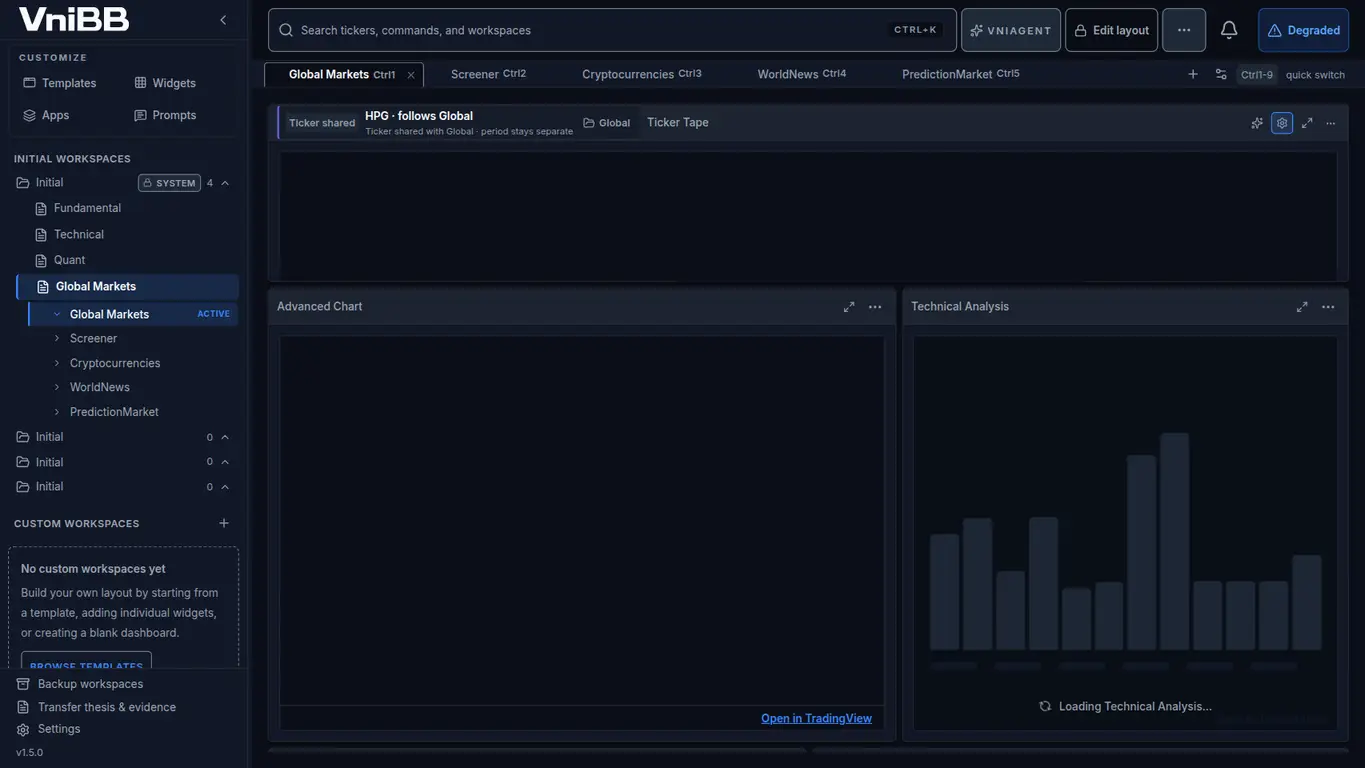 VniBB
CUSTOMIZE
Templates
Widgets
Apps
Prompts
INITIAL WORKSPACES
Initial
SYSTEM
4
Fundamental
Technical
Quant
Global Markets
Global Markets
ACTIVE
Screener
Cryptocurrencies
WorldNews
PredictionMarket
Initial
0
Initial
0
Initial
0
CUSTOM WORKSPACES
No custom workspaces yet
Build your own layout by starting from
a template, adding individual widgets,
or creating a blank dashboard.
BROWSE TEMPLATES
Backup workspaces
Transfer thesis & evidence
Settings
v1.5.0
Search tickers, commands, and workspaces
CTRL+K
VNIAGENT
Edit layout
Degraded
Global Markets Ctrl1
Screener Ctrl2
Cryptocurrencies Ctrl3
WorldNews Ctrl4
PredictionMarket Ctrl5
Ctrl1-9
quick switch
Ticker shared
HPG · follows Global
Ticker shared with Global · period stays separate
Global
Ticker Tape
Advanced Chart
Open in TradingView
Technical Analysis
Loading Technical Analysis...